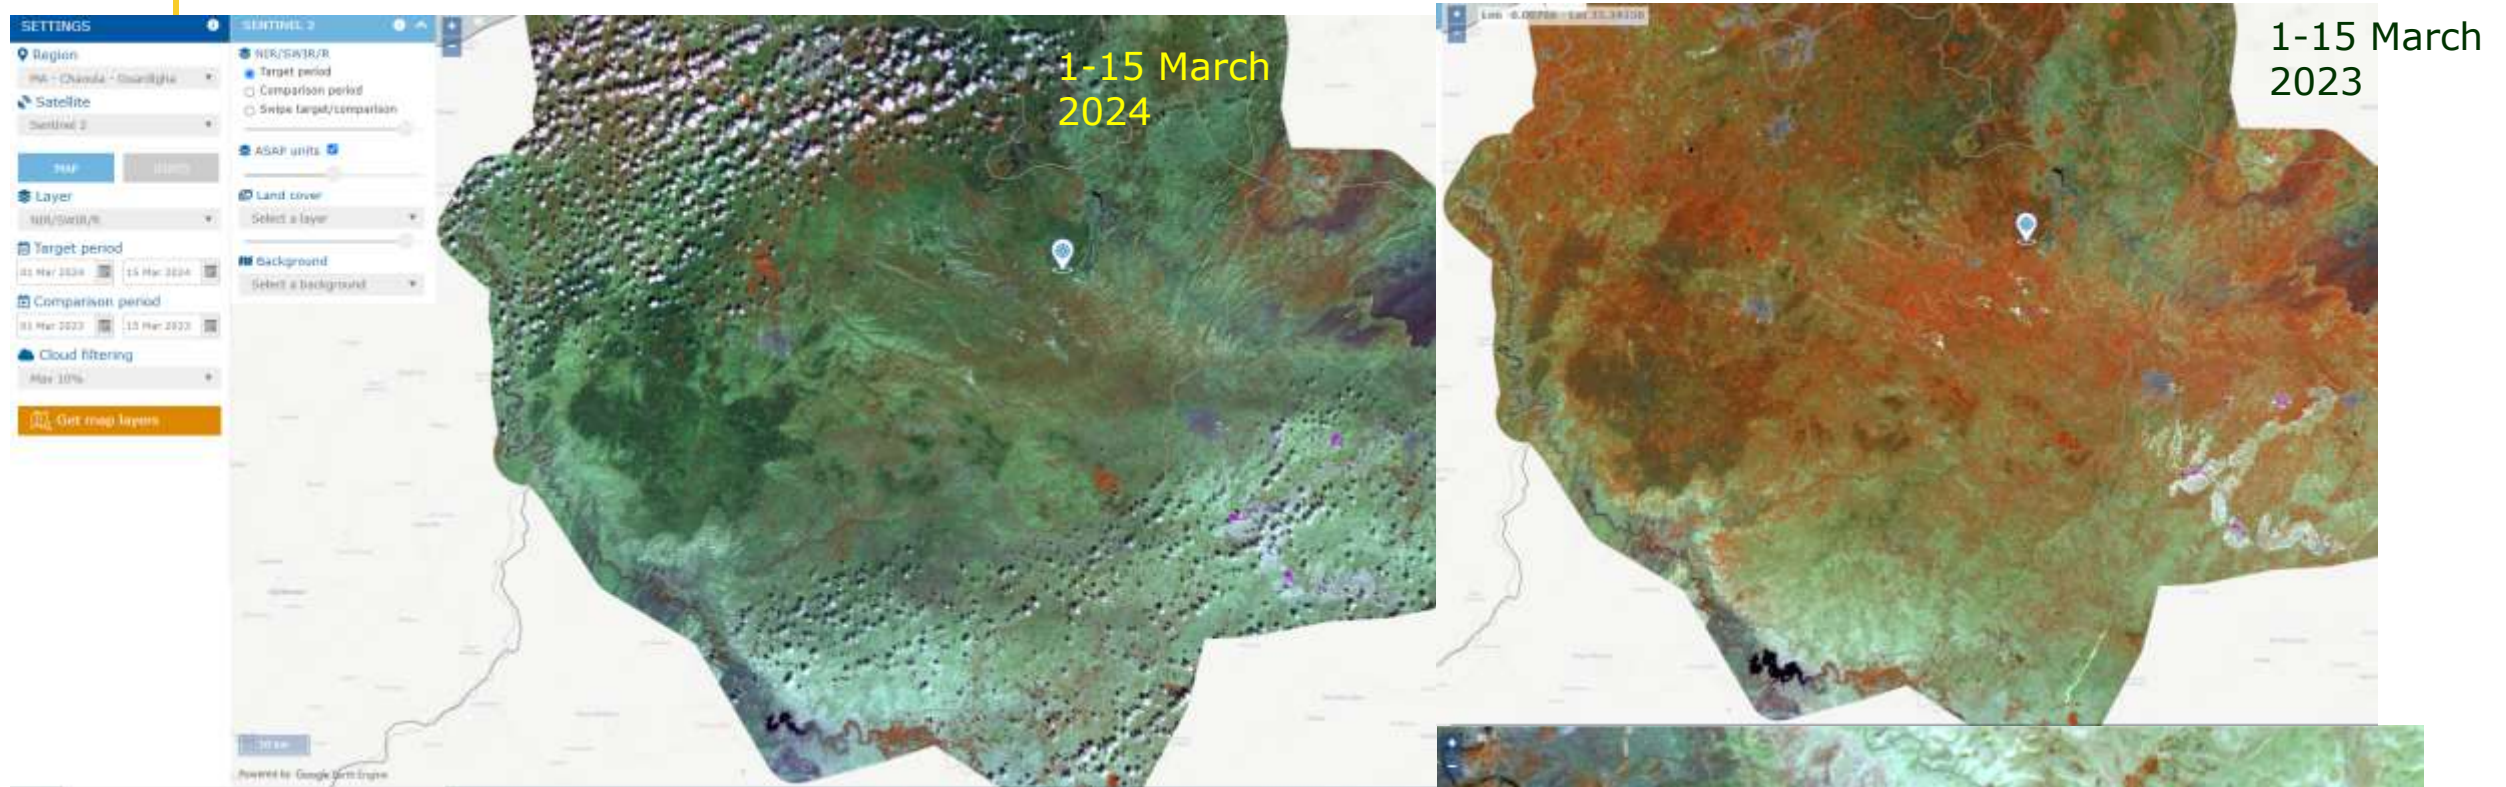 SETTINGS
Region
MA - Chaouia - Ouardigha
Satellite
Sentinel 2
MAP
Layer
NIR/SWIR/R
Target period
01 Mar 2024
15 Mar 2024
Comparison period
01 Mar 2023
15 Mar 2023
Cloud filtering
Max 10%
Get map layers
SENTINEL 2
NIR/SWIR/R
Target period
Comparison period
Swipe target/comparison
ASAP units
Land cover
Select a layer
Background
Select a background
Powered by Google Earth Engine
1-15 March
2024
1-15 March
2023